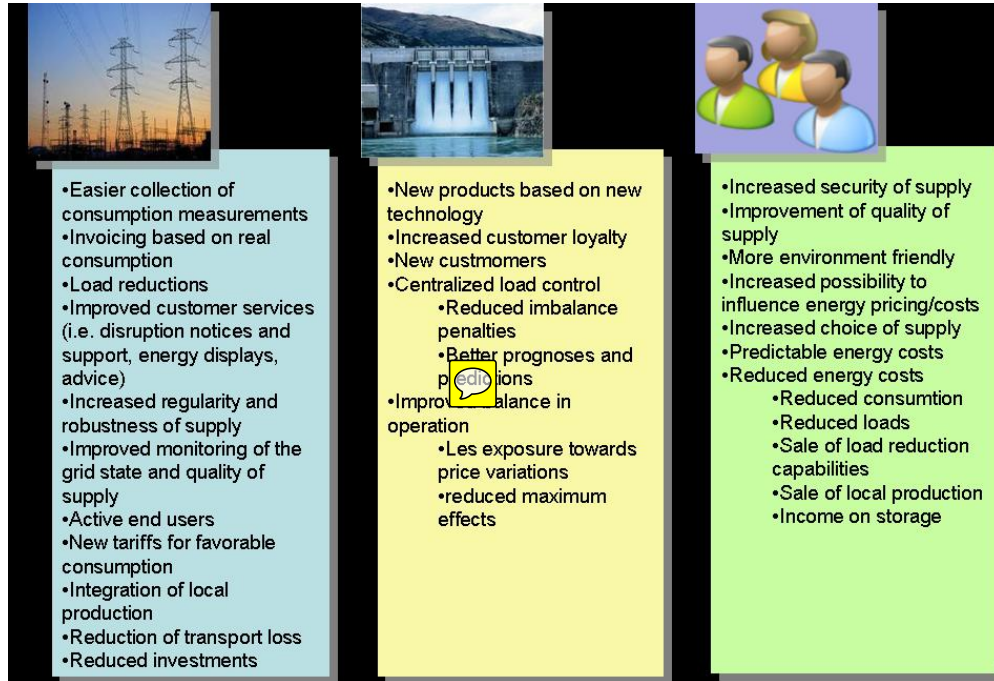 •Easier collection of
consumption measurements
•Invoicing based on real
consumption
•Load reductions
•Improved customer services
(i.e. disruption notices and
support, energy displays,
advice)
•Increased regularity and
robustness of supply
•Improved monitoring of the
grid state and quality of
supply
•Active end users
•New tariffs for favorable
consumption
•Integration of local
production
•Reduction of transport loss
•Reduced investments
•New products based on new
technology
•Increased customer loyalty
•New custmomers
•Centralized load control
•Reduced imbalance
penalties
•Better prognoses and
predictions
•Improved balance in
operation
•Les exposure towards
price variations
•reduced maximum
effects
•Increased security of supply
•Improvement of quality of
supply
•More environment friendly
•Increased possibility to
influence energy pricing/costs
•Increased choice of supply
•Predictable energy costs
•Reduced energy costs
•Reduced consumtion
•Reduced loads
•Sale of load reduction
capabilities
•Sale of local production
•Income on storage